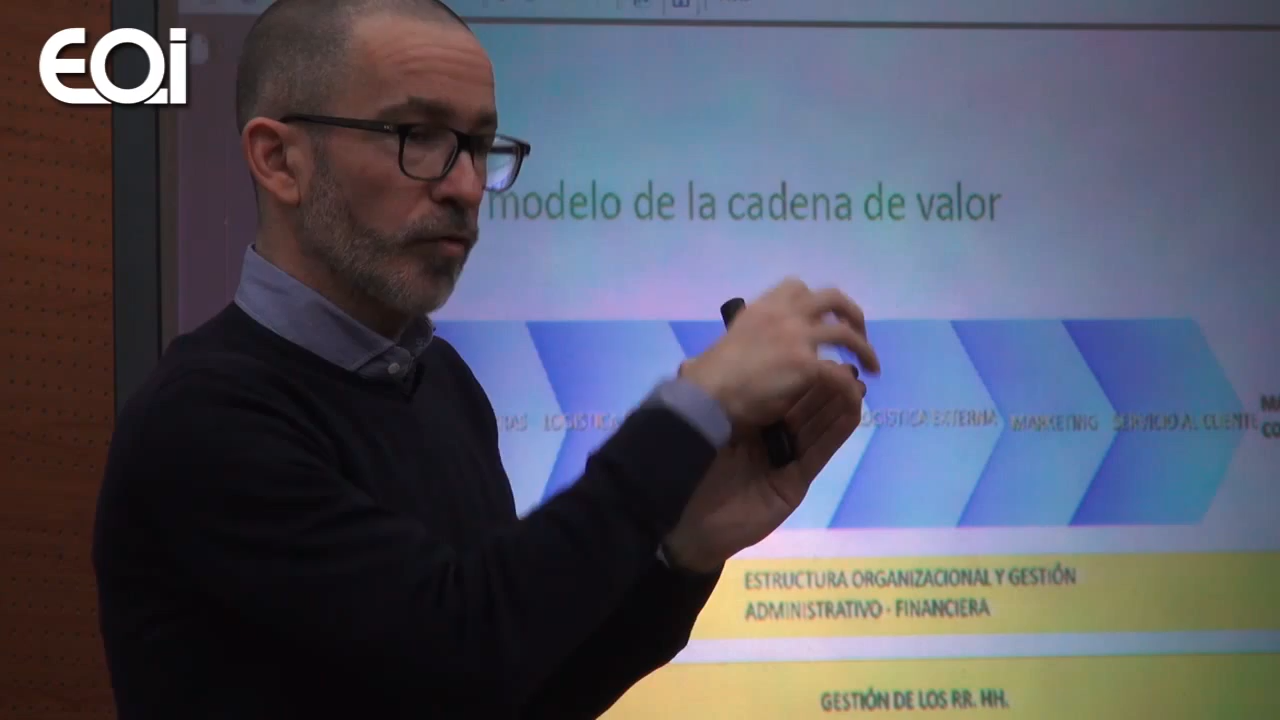 EOi
modelo de la cadena de valor
LOGÍSTICA EXTERNA
MARKETING
SERVICIO AL CLIENTE
ESTRUCTURA ORGANIZACIONAL Y GESTIÓN
ADMINISTRATIVO - FINANCIERA
GESTIÓN DE LOS RR. HH.